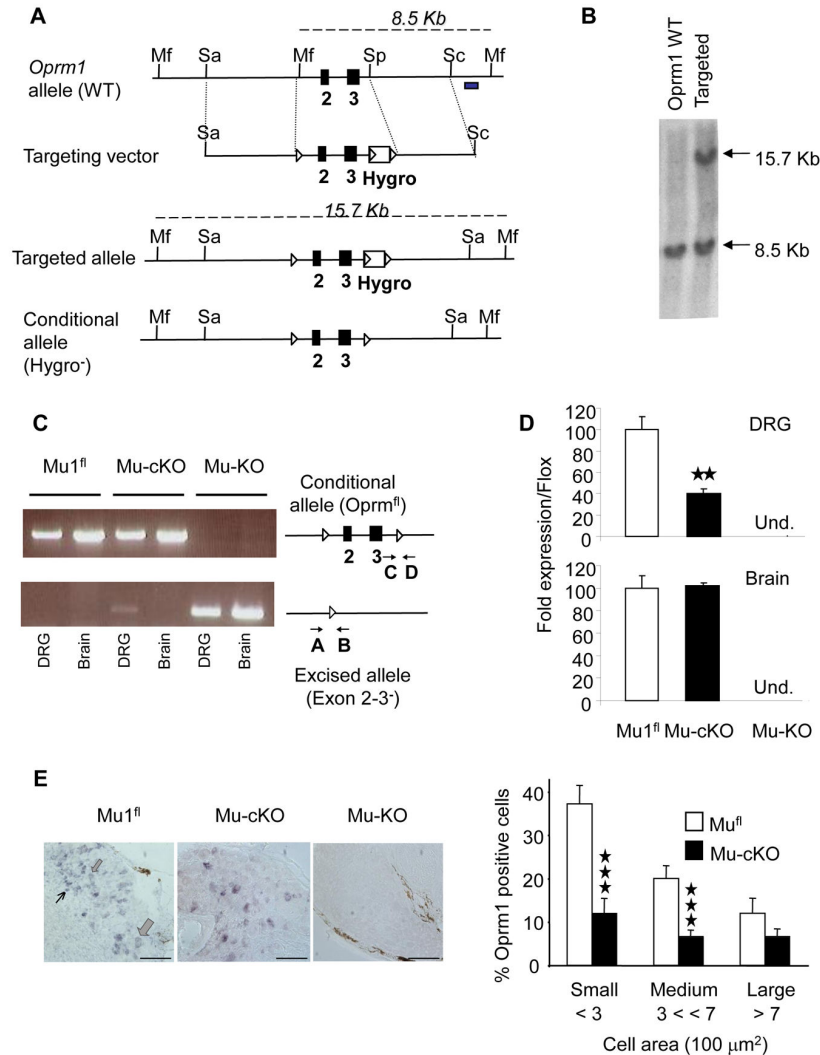 A
8.5 Kb
Mf Sa Mf Sp Sc Mf
Oprm1
allele (WT)
2 3
Sa Sc
Targeting vector
2 3 Hygro
15.7 Kb
Mf Sa Sa Mf
Targeted allele
2 3 Hygro
Conditional
allele
(Hygro-)
Mf Sa Sa Mf
2 3
B
Oprm1 WT
Targeted
15.7 Kb
8.5 Kb
C
Mu1fl Mu-cKO Mu-KO
Conditional
allele (Oprmfl)
2 3
C D
A B
DRG Brain DRG Brain DRG Brain
Excised allele
(Exon 2-3-)
D
Fold expression/Flox
120
100
80
60
40
20
0
★★
DRG
Und.
120
100
80
60
40
20
0
Brain
Und.
Mu1fl Mu-cKO Mu-KO
E
Mu1fl Mu-cKO Mu-KO
% Oprm1 positive cells
40
30
20
10
0
Mufl
Mu-cKO
★★★
★★★
Small Medium Large
< 3 3 < < 7 > 7
Cell area (100 µm2)